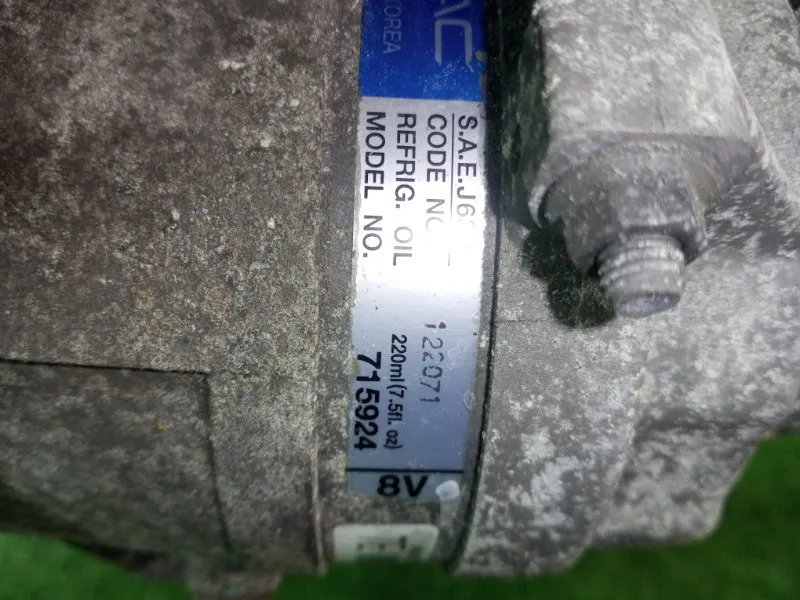 KOREA
S.A.E.J6
CODE NO. 122071
REFRIG. OIL 220ml(7.5fl. oz)
MODEL NO. 715924
8V